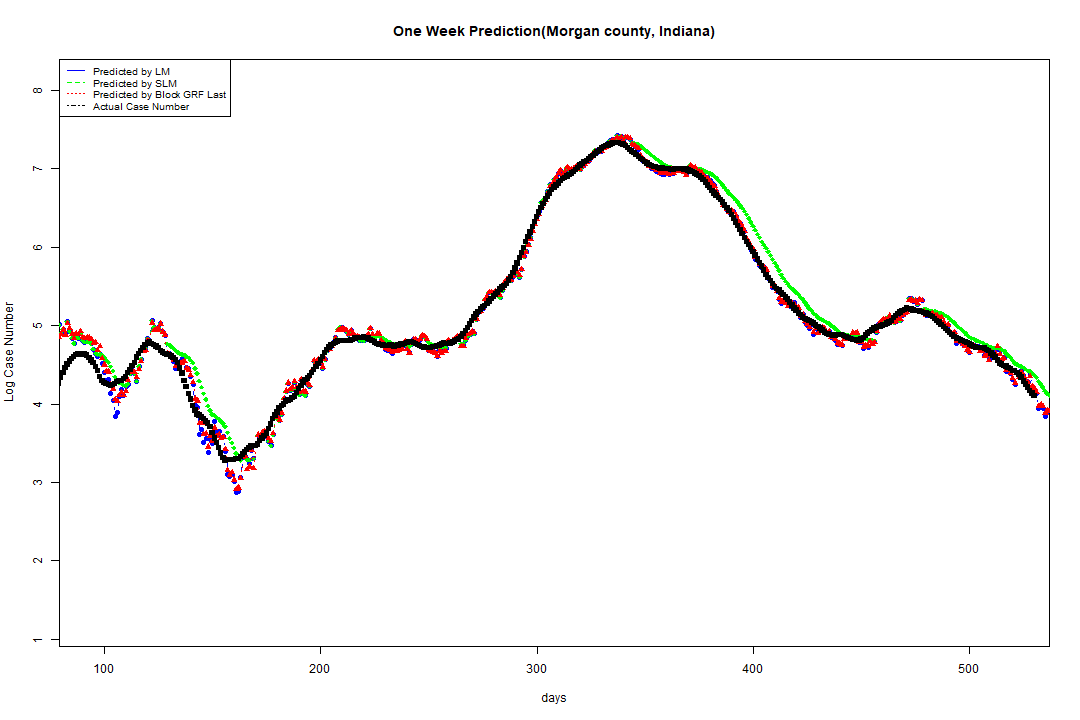 One Week Prediction(Morgan county, Indiana)
Predicted by LM
Predicted by SLM
Predicted by Block GRF Last
Actual Case Number
Log Case Number
8
7
6
5
4
3
2
1
100 200 300 400 500
days